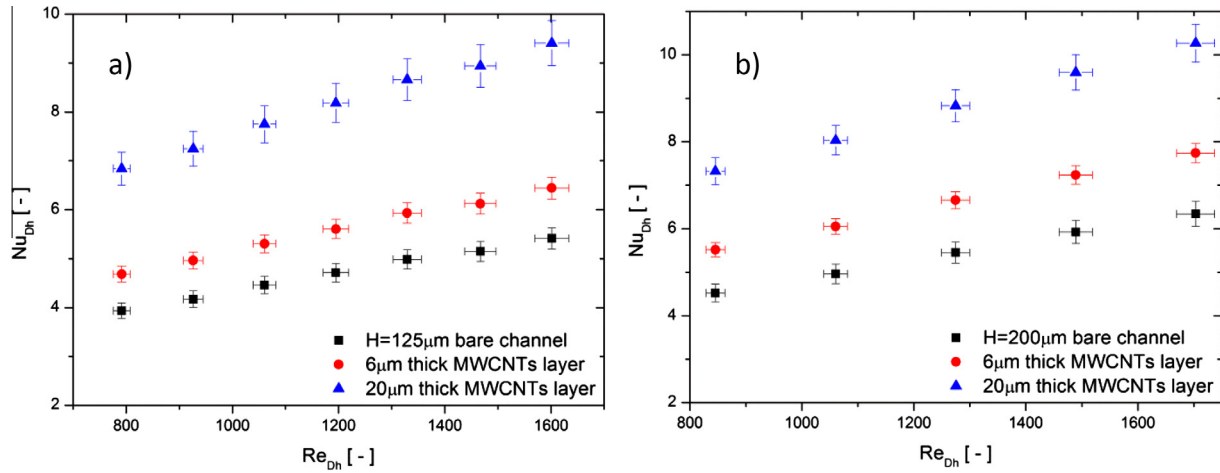 a)
10
8
6
4
2
Nu_Dh [ - ]
H=125μm bare channel
6μm thick MWCNTs layer
20μm thick MWCNTs layer
800 1000 1200 1400 1600
Re_Dh [ - ]
b)
10
8
6
4
2
Nu_Dh [ - ]
H=200μm bare channel
6μm thick MWCNTs layer
20μm thick MWCNTs layer
800 1000 1200 1400 1600
Re_Dh [ - ]